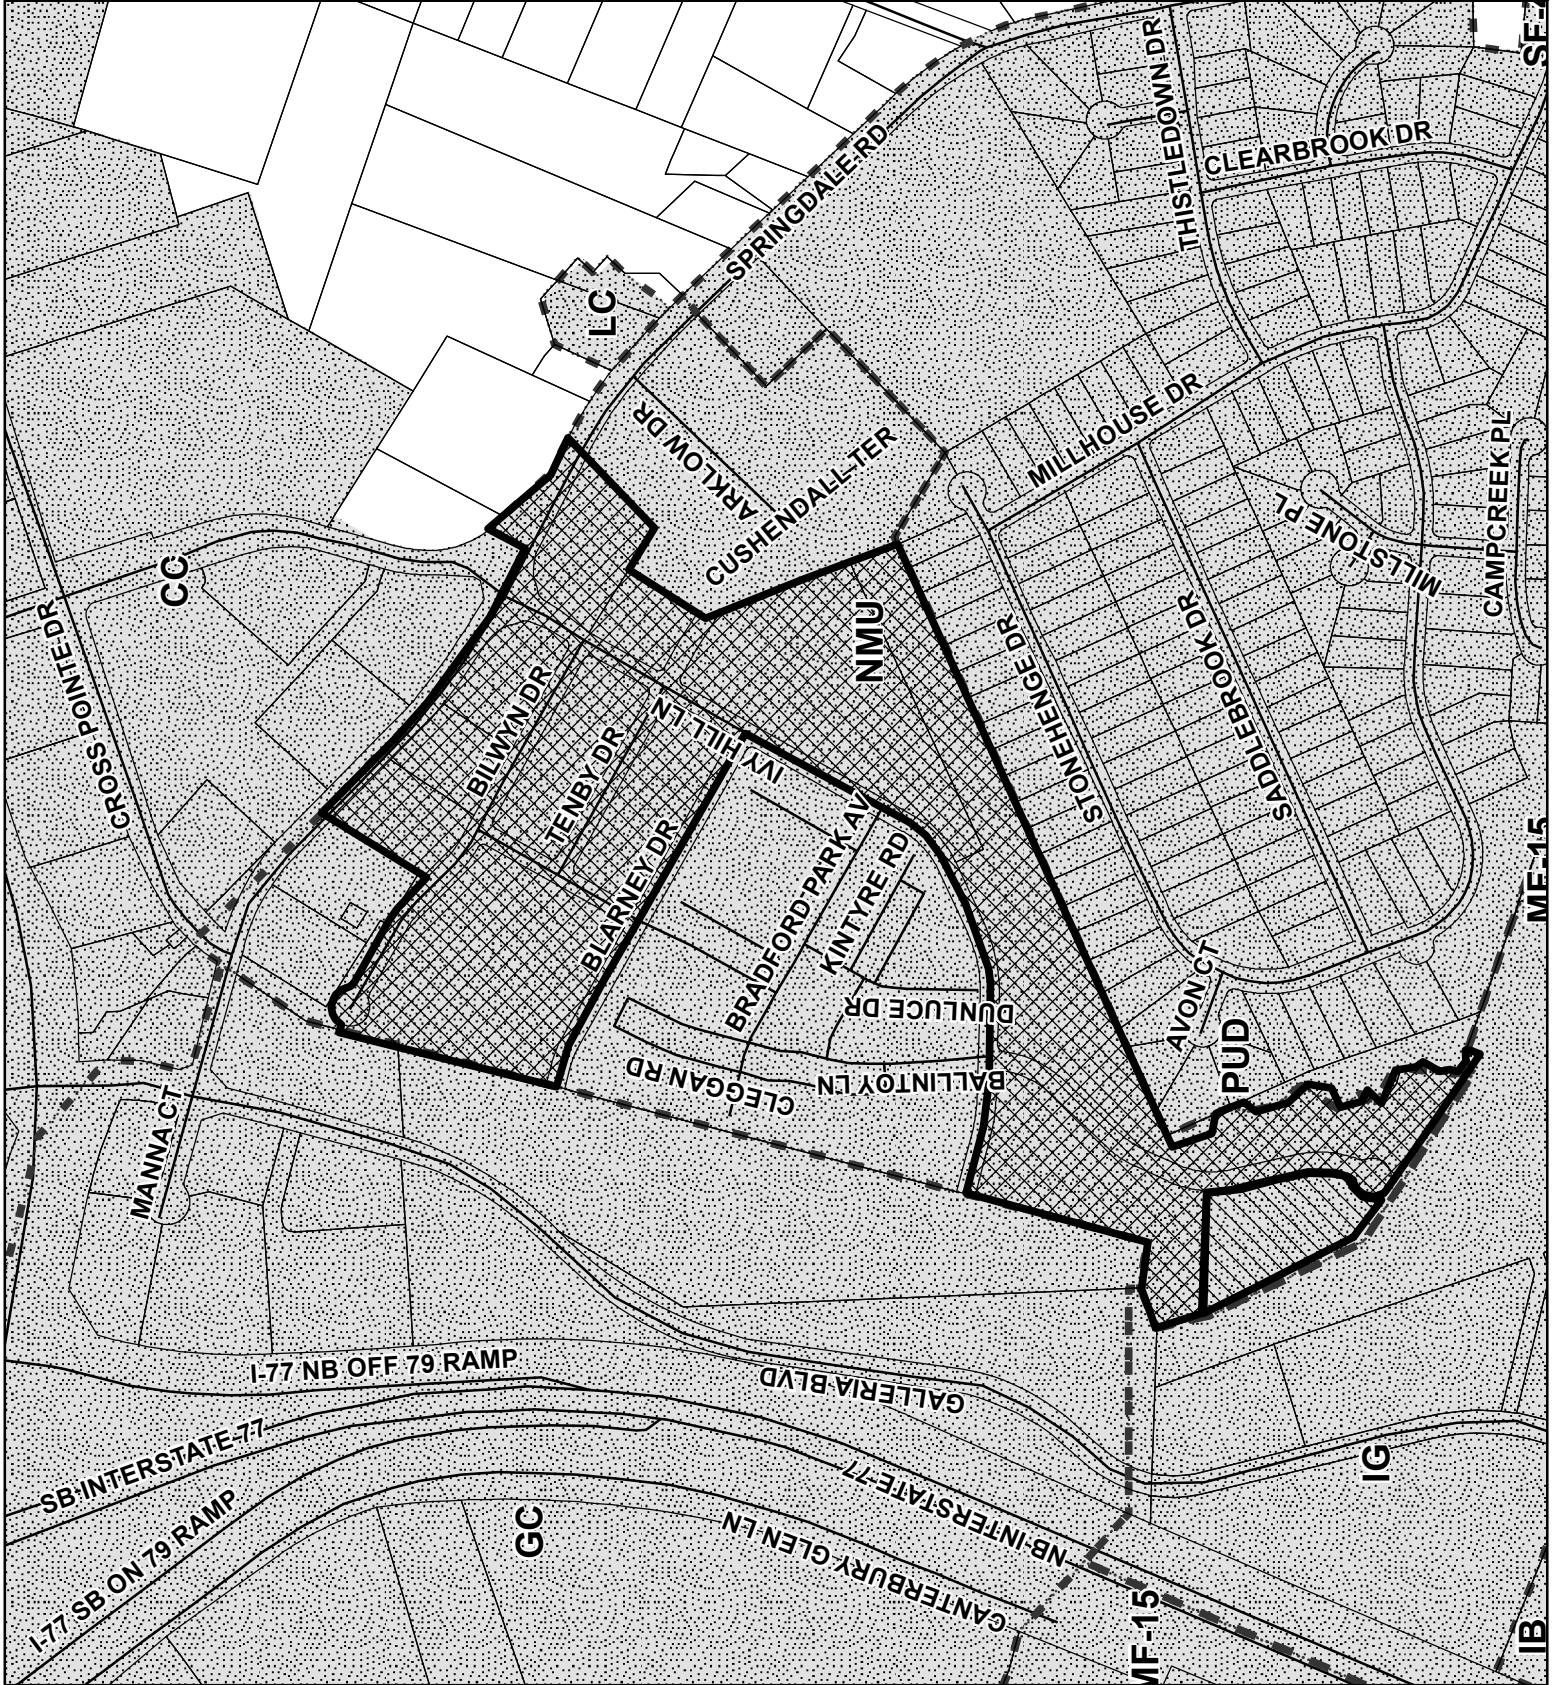 SF-
THISTLEDOWN DR
CLEARBROOK DR
SPRINGDALE RD
LC
ARKLOW DR
CUSHENDALL TER
MILLHOUSE DR
CAMPCREEK PL
MILLSTONE PL
CC
CROSS POINTE DR
NMU
STONEHENGE DR
SADDLEBROOK DR
BILWYN DR
TENBY DR
IVY HILL LN
BLARNEY DR
BRADFORD PARK AV
KINTYRE RD
MF-15
DUNLUCE DR
AVON CT
PUD
CLEGGAN RD
BALLINTOY LN
MANNA CT
I-77 NB OFF 79 RAMP
GALLERIA BLVD
SB INTERSTATE 77
NB INTERSTATE 77
IG
I-77 SB ON 79 RAMP
GC
CANTERBURY GLEN LN
MF-15
IB